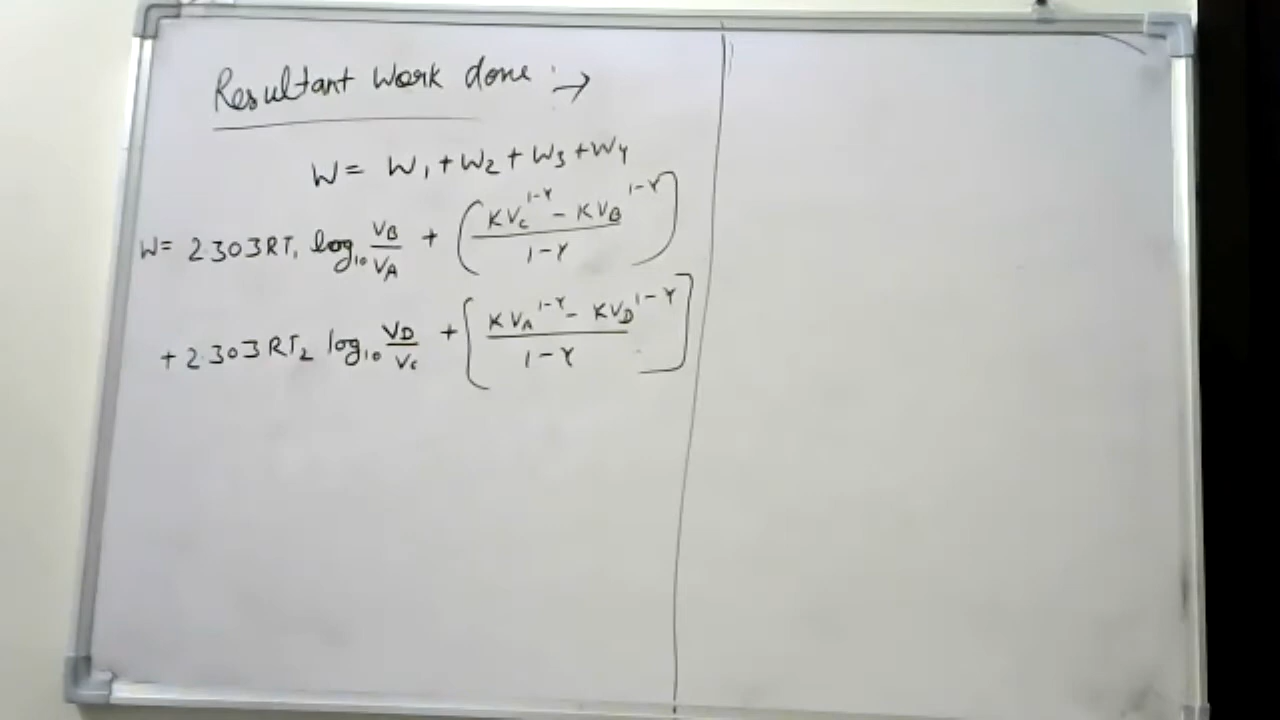 Resultant Work done :→
W = W₁ + W₂ + W₃ + W₄
W = 2.303RT₁ log₁₀ V_B/V_A + ( (KV_C^(1-γ) - KV_B^(1-γ)) / (1-γ) )
+ 2.303RT₂ log₁₀ V_D/V_C + [ (KV_A^(1-γ) - KV_D^(1-γ)) / (1-γ) ]